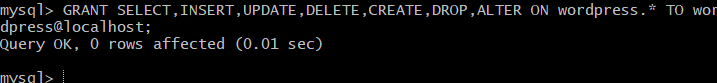 mysql> GRANT SELECT,INSERT,UPDATE,DELETE,CREATE,DROP,ALTER ON wordpress.* TO wor
dpress@localhost;
Query OK, 0 rows affected (0.01 sec)
mysql>